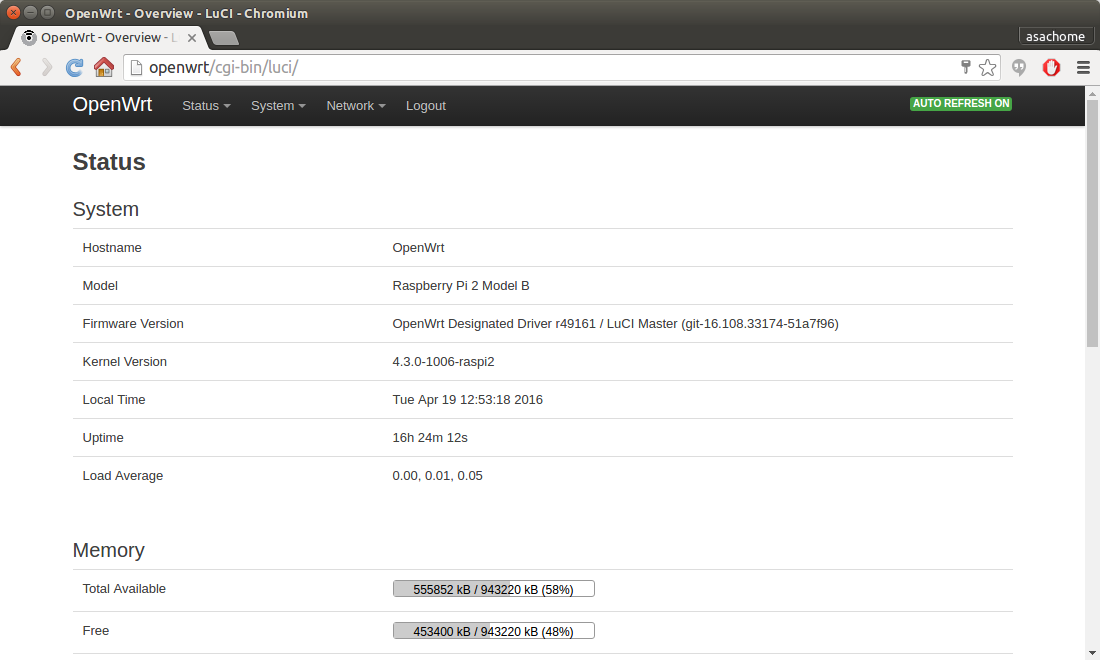 OpenWrt - Overview - LuCI - Chromium
OpenWrt - Overview - L
asachome
openwrt/cgi-bin/luci/
OpenWrt Status System Network Logout AUTO REFRESH ON
Status
System
Hostname OpenWrt
Model Raspberry Pi 2 Model B
Firmware Version OpenWrt Designated Driver r49161 / LuCI Master (git-16.108.33174-51a7f96)
Kernel Version 4.3.0-1006-raspi2
Local Time Tue Apr 19 12:53:18 2016
Uptime 16h 24m 12s
Load Average 0.00, 0.01, 0.05
Memory
Total Available 555852 kB / 943220 kB (58%)
Free 453400 kB / 943220 kB (48%)